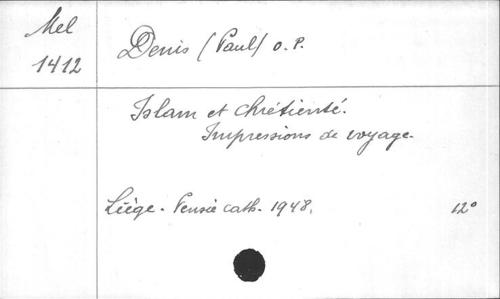 Mel
1412
Denis (Paul) O.P.
Islam et Chrétienté.
Impressions de voyage.
Liège. Pensée cath. 1948. 12°